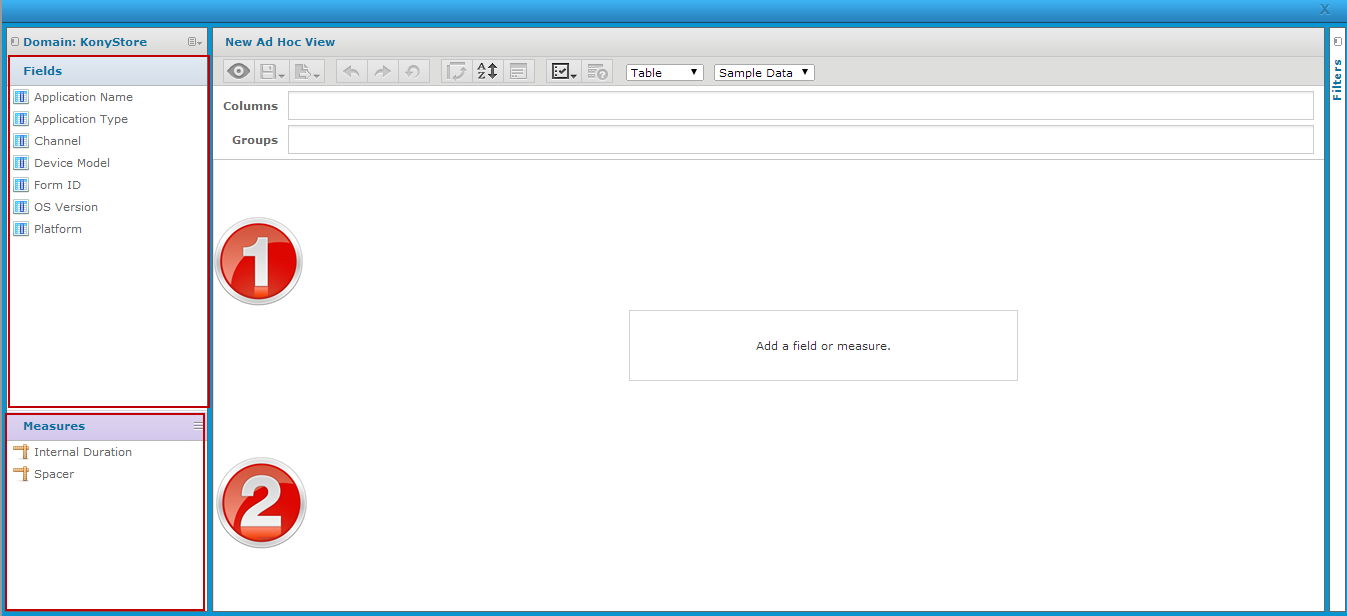 X
Domain: KonyStore
Fields
Application Name
Application Type
Channel
Device Model
Form ID
OS Version
Platform
Measures
Internal Duration
Spacer
New Ad Hoc View
A
Z
Table
Sample Data
Columns
Groups
1
Add a field or measure.
2
Filters